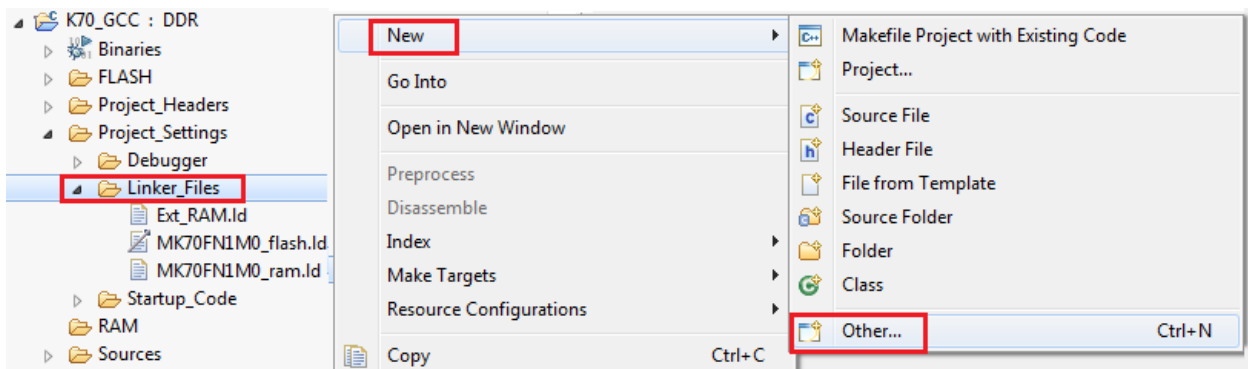 K70_GCC : DDR
Binaries
FLASH
Project_Headers
Project_Settings
Debugger
Linker_Files
Ext_RAM.ld
MK70FN1M0_flash.ld
MK70FN1M0_ram.ld
Startup_Code
RAM
Sources
New
Go Into
Open in New Window
Preprocess
Disassemble
Index
Make Targets
Resource Configurations
Copy Ctrl+C
Makefile Project with Existing Code
Project...
Source File
Header File
File from Template
Source Folder
Folder
Class
Other... Ctrl+N